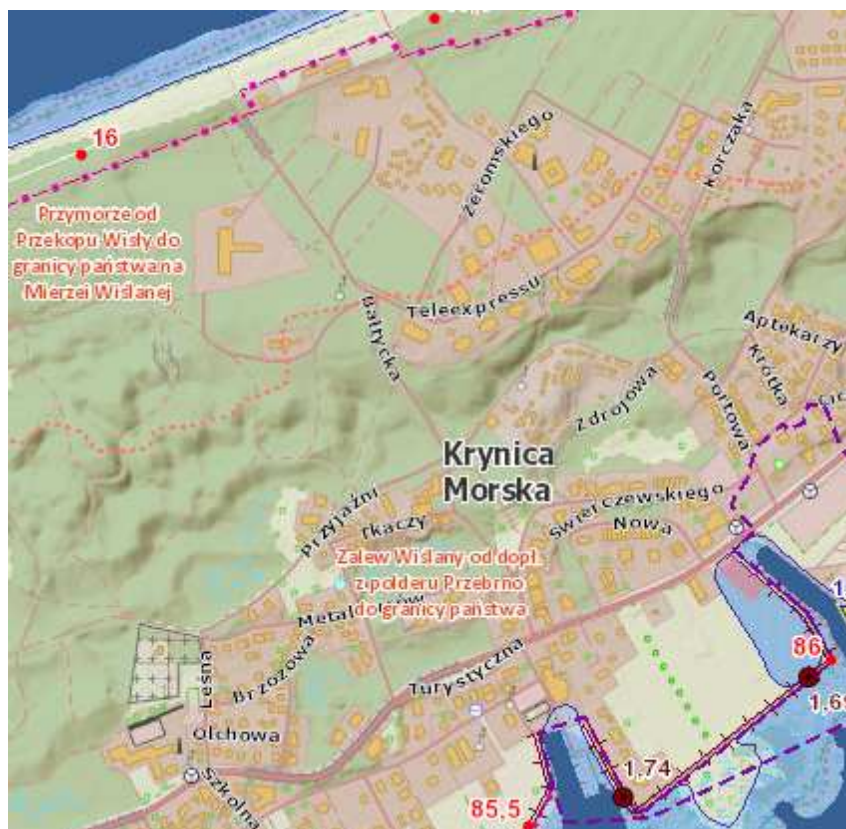 16
Korczaka
Żeromskiego
Przymorze od
Przekopu Wisły do
granicy państwa na
Mierzei Wiślanej
Teleexpressu
Bałtycka
Aptekarzy
Krótka
Portowa
Zdrojowa
Krynica
Morska
Świerczewskiego
Nowa
Przyjaźni
Tkaczy
Zalew Wiślany od dopł.
z polderu Przebrno
do granicy państwa
86
Leśna
Brzozowa
Turystyczna
1,69
Olchowa
1,74
Szkolna
85,5